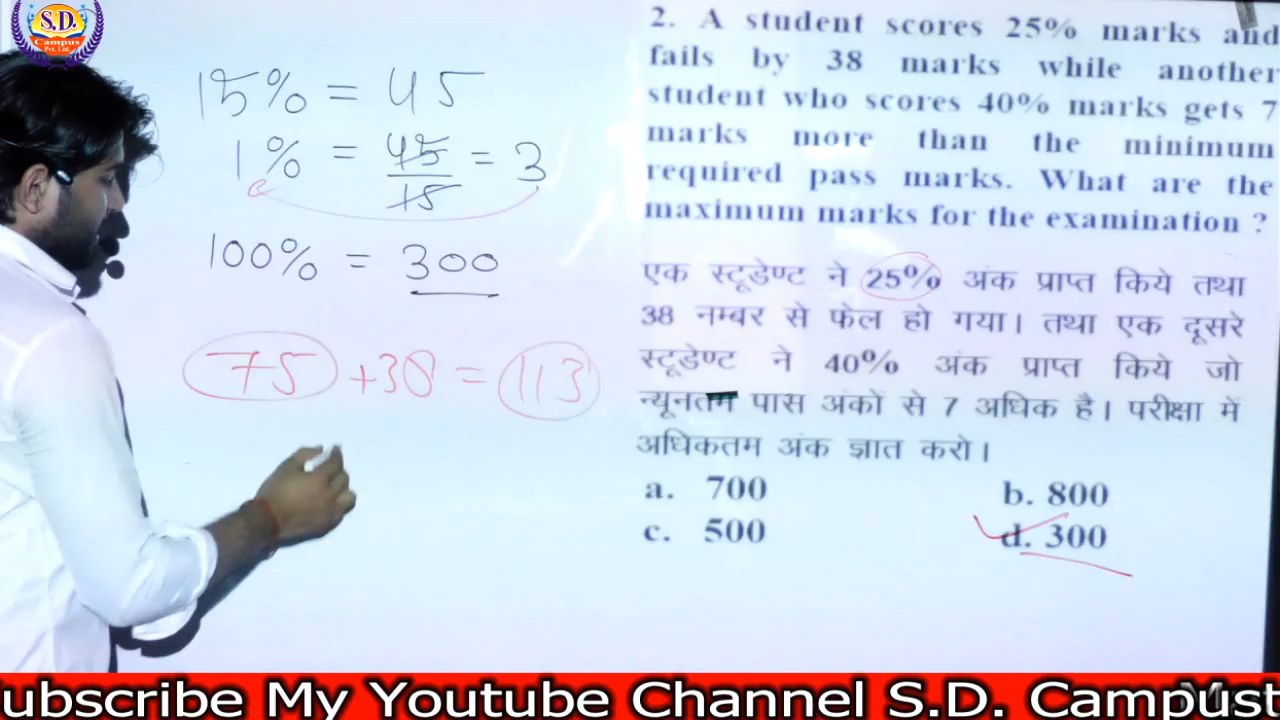 S.D.
Campus
Pvt. Ltd.
15% = 45
1% = 45/15 = 3
100% = 300
75 + 38 = 113
2. A student scores 25% marks and
fails by 38 marks while another
student who scores 40% marks gets 7
marks more than the minimum
required pass marks. What are the
maximum marks for the examination ?
एक स्टूडेण्ट ने 25% अंक प्राप्त किये तथा
38 नम्बर से फेल हो गया। तथा एक दूसरे
स्टूडेण्ट ने 40% अंक प्राप्त किये जो
न्यूनतम पास अंकों से 7 अधिक है। परीक्षा में
अधिकतम अंक ज्ञात करो।
a. 700 b. 800
c. 500 d. 300
ubscribe My Youtube Channel S.D. Campust